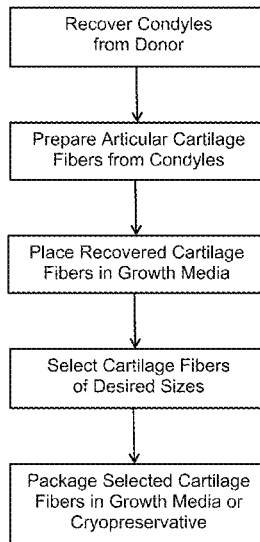 Recover Condyles
from Donor
Prepare Articular Cartilage
Fibers from Condyles
Place Recovered Cartilage
Fibers in Growth Media
Select Cartilage Fibers
of Desired Sizes
Package Selected Cartilage
Fibers in Growth Media or
Cryopreservative